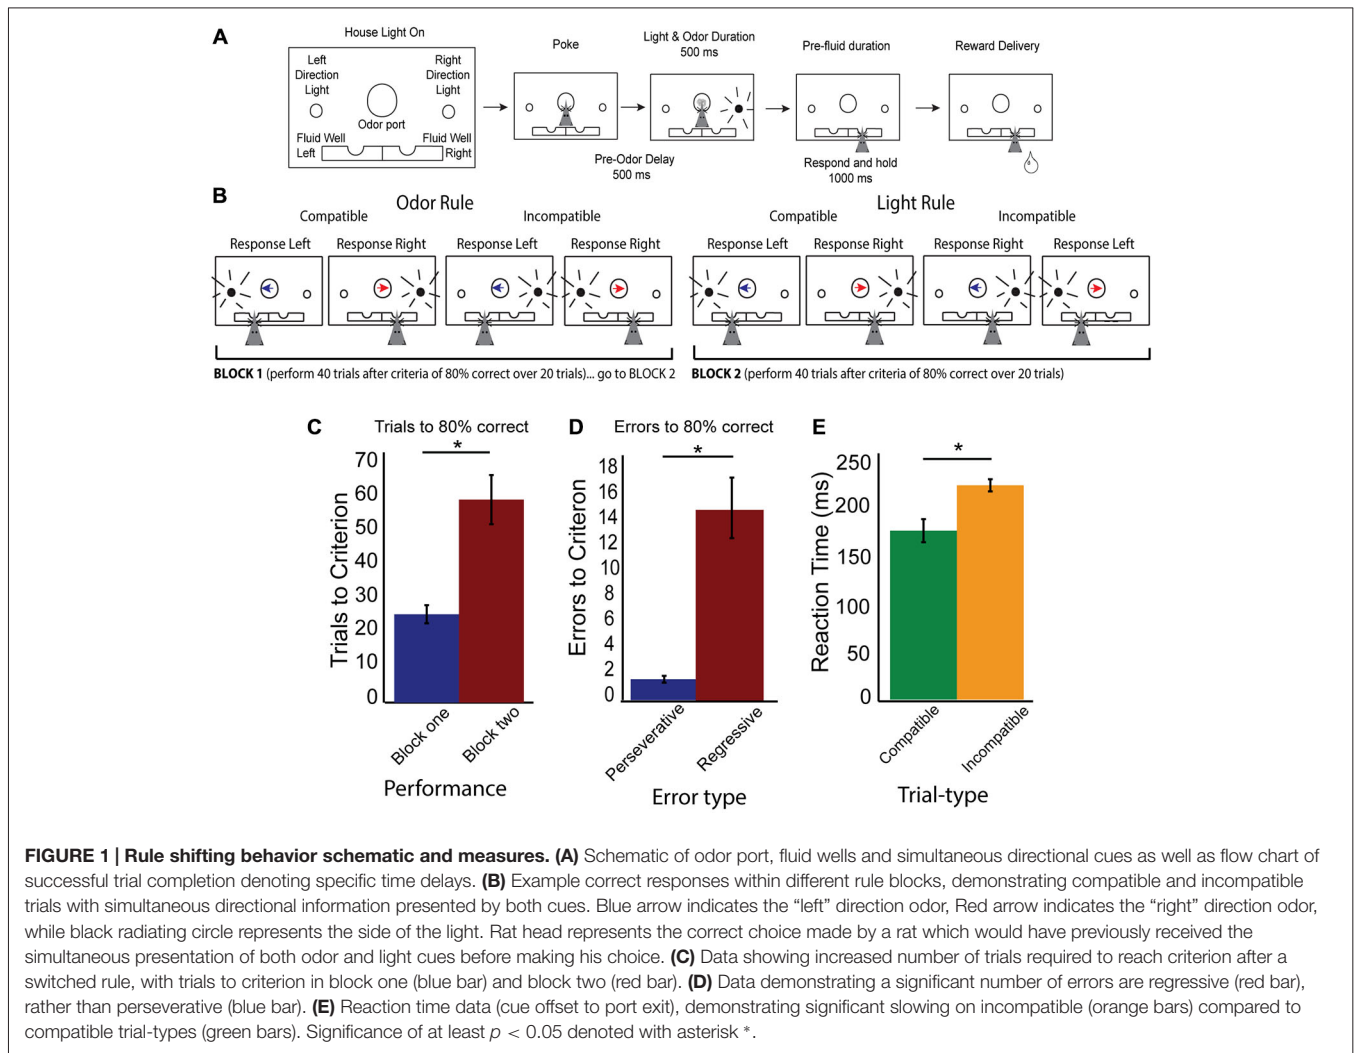 A
House Light On
Left
Direction
Light
Right
Direction
Light
Odor port
Fluid Well
Left
Fluid Well
Right
Poke
Pre-Odor Delay
500 ms
Light & Odor Duration
500 ms
Pre-fluid duration
Respond and hold
1000 ms
Reward Delivery
B
Odor Rule
Compatible
Incompatible
Response Left
Response Right
Response Left
Response Right
BLOCK 1 (perform 40 trials after criteria of 80% correct over 20 trials)... go to BLOCK 2
Light Rule
Compatible
Incompatible
Response Left
Response Right
Response Right
Response Left
BLOCK 2 (perform 40 trials after criteria of 80% correct over 20 trials)
C
Trials to 80% correct
*
Trials to Criterion
70
60
50
40
30
20
10
0
Block one
Block two
Performance
D
Errors to 80% correct
*
Errors to Criteron
18
16
14
12
10
8
6
4
2
0
Perseverative
Regressive
Error type
E
*
Reaction Time (ms)
250
200
150
100
50
0
Compatible
Incompatible
Trial-type
FIGURE 1 | Rule shifting behavior schematic and measures. (A) Schematic of odor port, fluid wells and simultaneous directional cues as well as flow chart of
successful trial completion denoting specific time delays. (B) Example correct responses within different rule blocks, demonstrating compatible and incompatible
trials with simultaneous directional information presented by both cues. Blue arrow indicates the “left” direction odor, Red arrow indicates the “right” direction odor,
while black radiating circle represents the side of the light. Rat head represents the correct choice made by a rat which would have previously received the
simultaneous presentation of both odor and light cues before making his choice. (C) Data showing increased number of trials required to reach criterion after a
switched rule, with trials to criterion in block one (blue bar) and block two (red bar). (D) Data demonstrating a significant number of errors are regressive (red bar),
rather than perseverative (blue bar). (E) Reaction time data (cue offset to port exit), demonstrating significant slowing on incompatible (orange bars) compared to
compatible trial-types (green bars). Significance of at least p < 0.05 denoted with asterisk *.